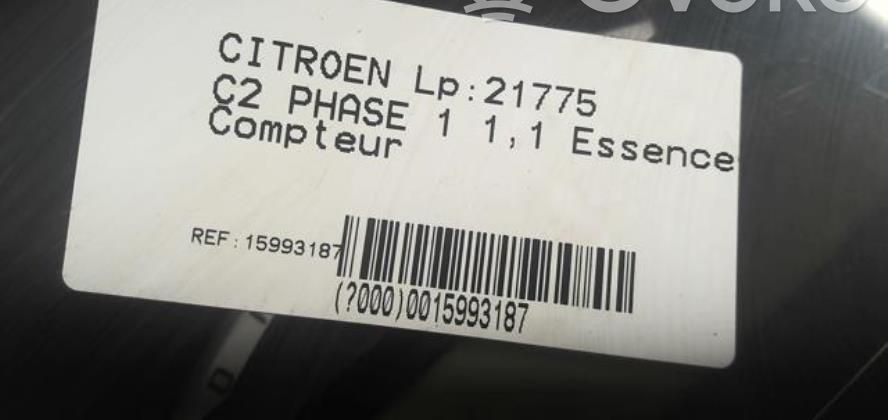 CITROEN Lp:21775
C2 PHASE 1 1,1 Essence
Compteur
REF:15993187
(?000)0015993187